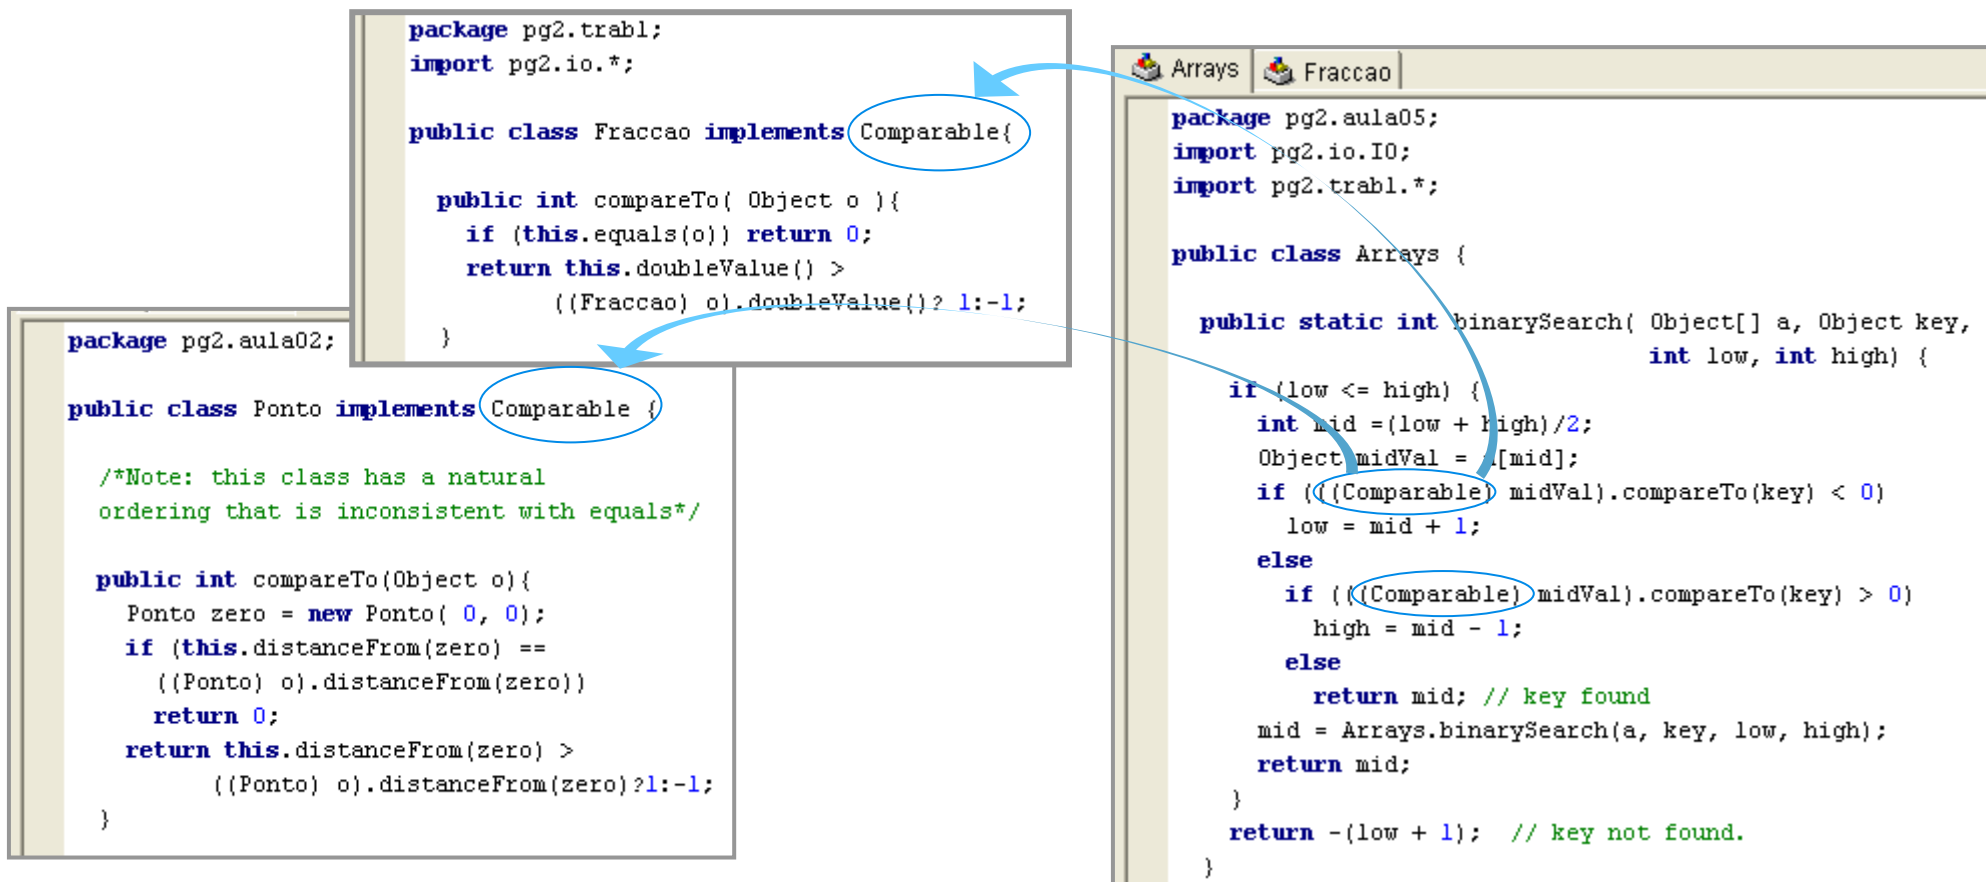 package pg2.trab1;
import pg2.io.*;
public class Fraccao implements Comparable{
public int compareTo( Object o ){
if (this.equals(o)) return 0;
return this.doubleValue() >
((Fraccao) o).doubleValue()? 1:-1;
}
package pg2.aula02;
public class Ponto implements Comparable {
/*Note: this class has a natural
ordering that is inconsistent with equals*/
public int compareTo(Object o){
Ponto zero = new Ponto( 0, 0);
if (this.distanceFrom(zero) ==
((Ponto) o).distanceFrom(zero))
return 0;
return this.distanceFrom(zero) >
((Ponto) o).distanceFrom(zero)?1:-1;
}
Arrays
Fraccao
package pg2.aula05;
import pg2.io.IO;
import pg2.trab1.*;
public class Arrays {
public static int binarySearch( Object[] a, Object key,
int low, int high) {
if (low <= high) {
int mid =(low + high)/2;
Object midVal = a[mid];
if (((Comparable) midVal).compareTo(key) < 0)
low = mid + 1;
else
if (((Comparable) midVal).compareTo(key) > 0)
high = mid - 1;
else
return mid; // key found
mid = Arrays.binarySearch(a, key, low, high);
return mid;
}
return -(low + 1);  // key not found.
}